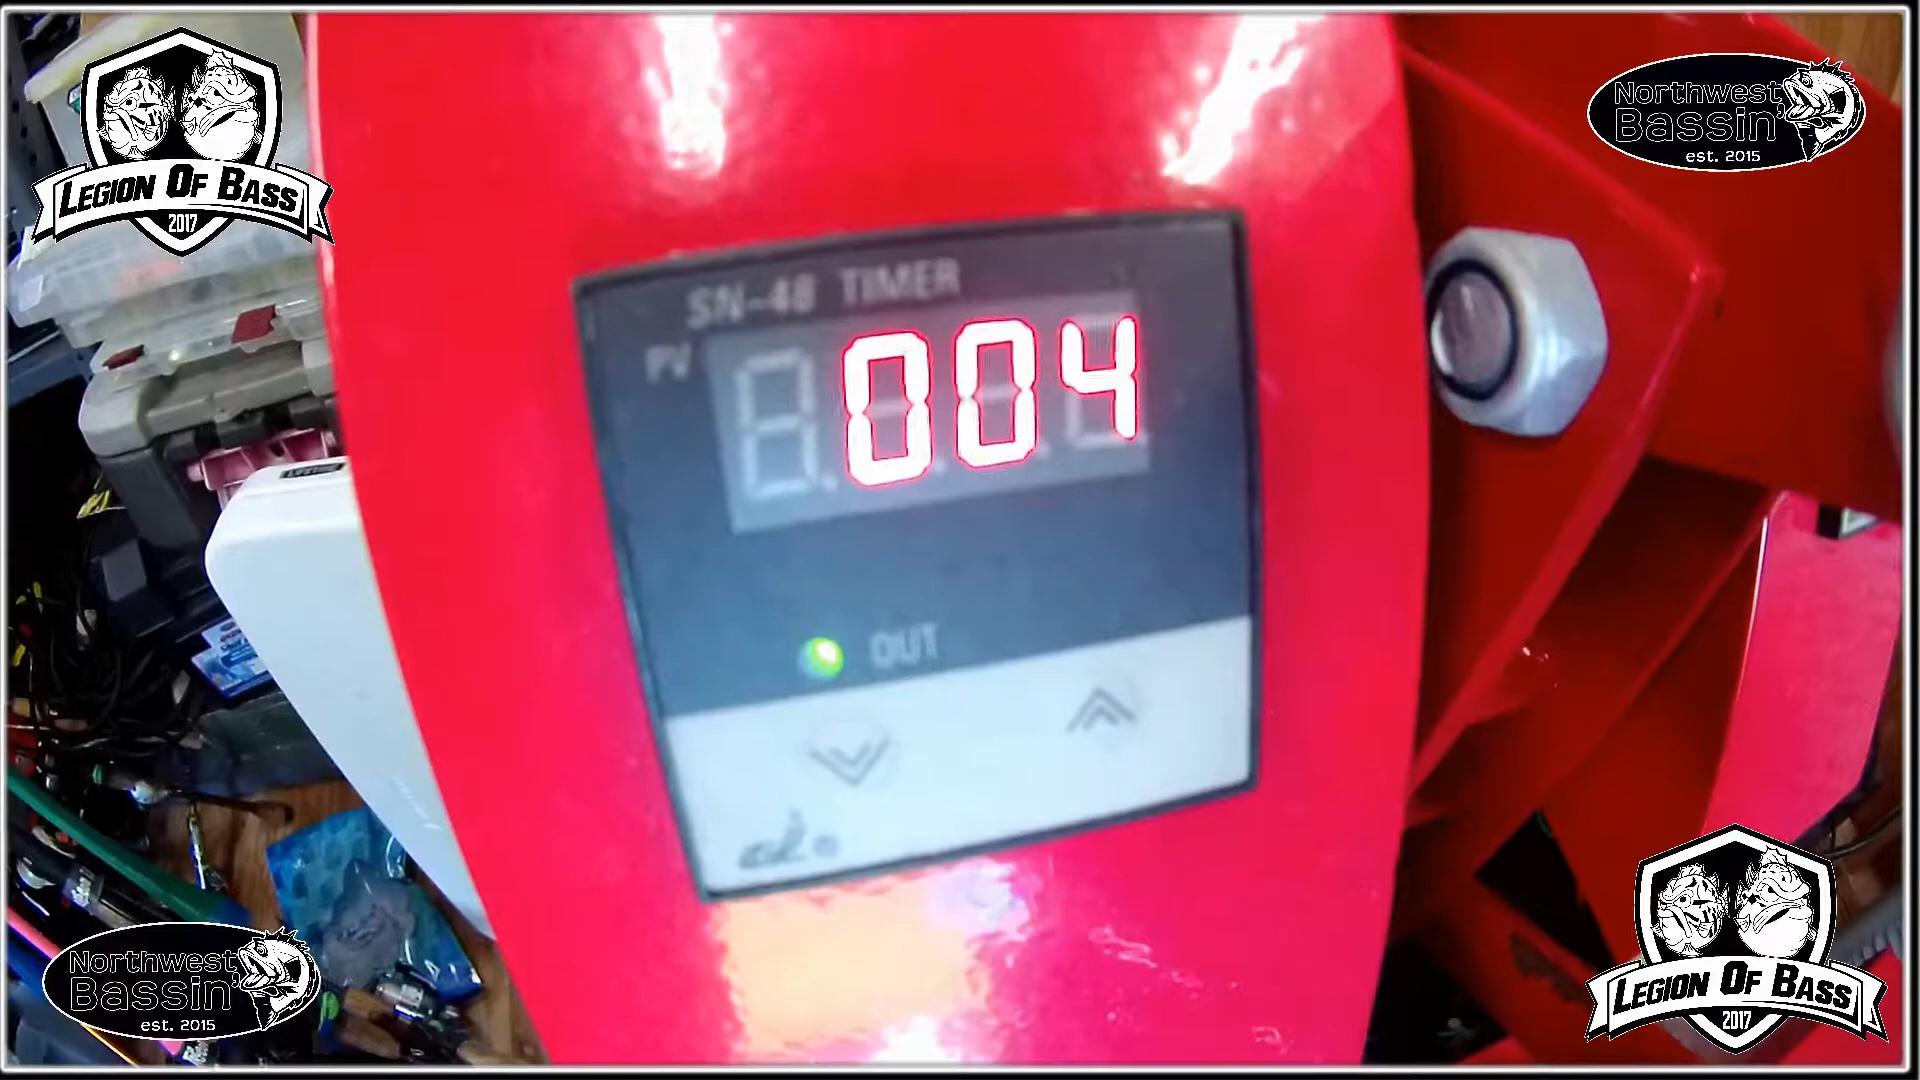 LEGION OF BASS
2017
Northwest
Bassin'
est. 2015
SN-48 TIMER
PV
004
OUT
Northwest
Bassin'
est. 2015
LEGION OF BASS
2017